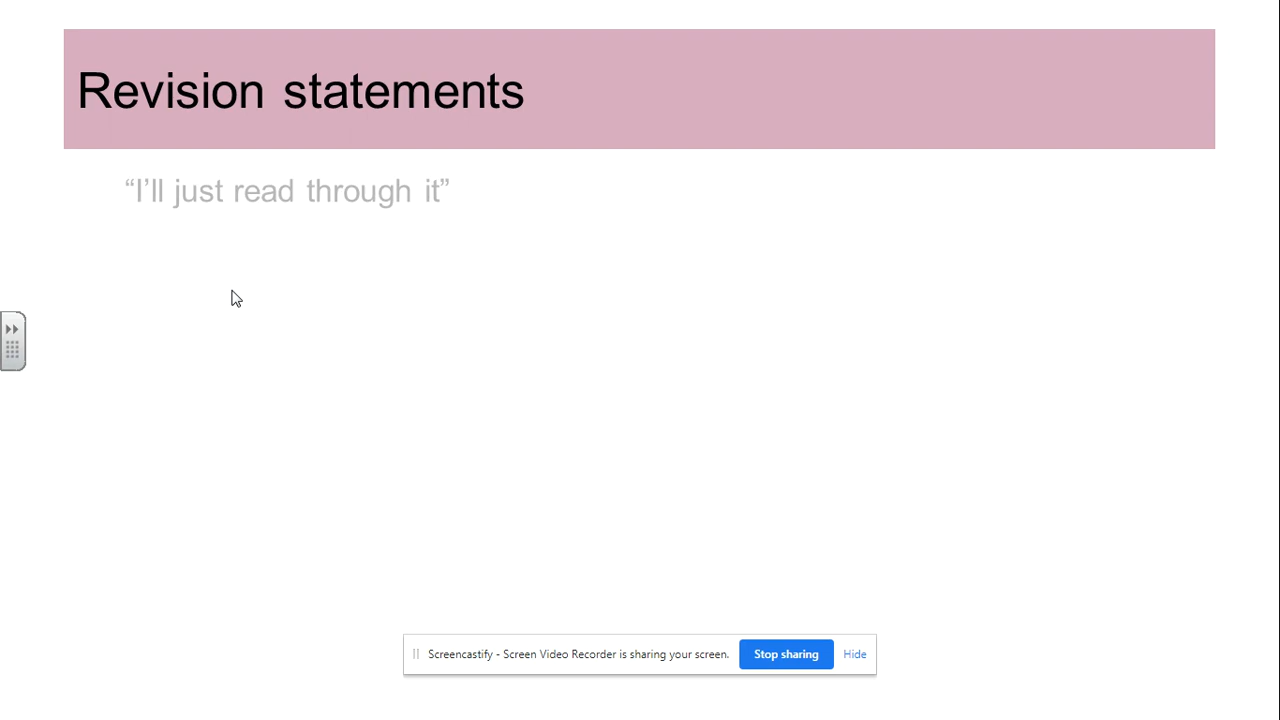 Revision statements
“I’ll just read through it”
Screencastify - Screen Video Recorder is sharing your screen. Stop sharing Hide